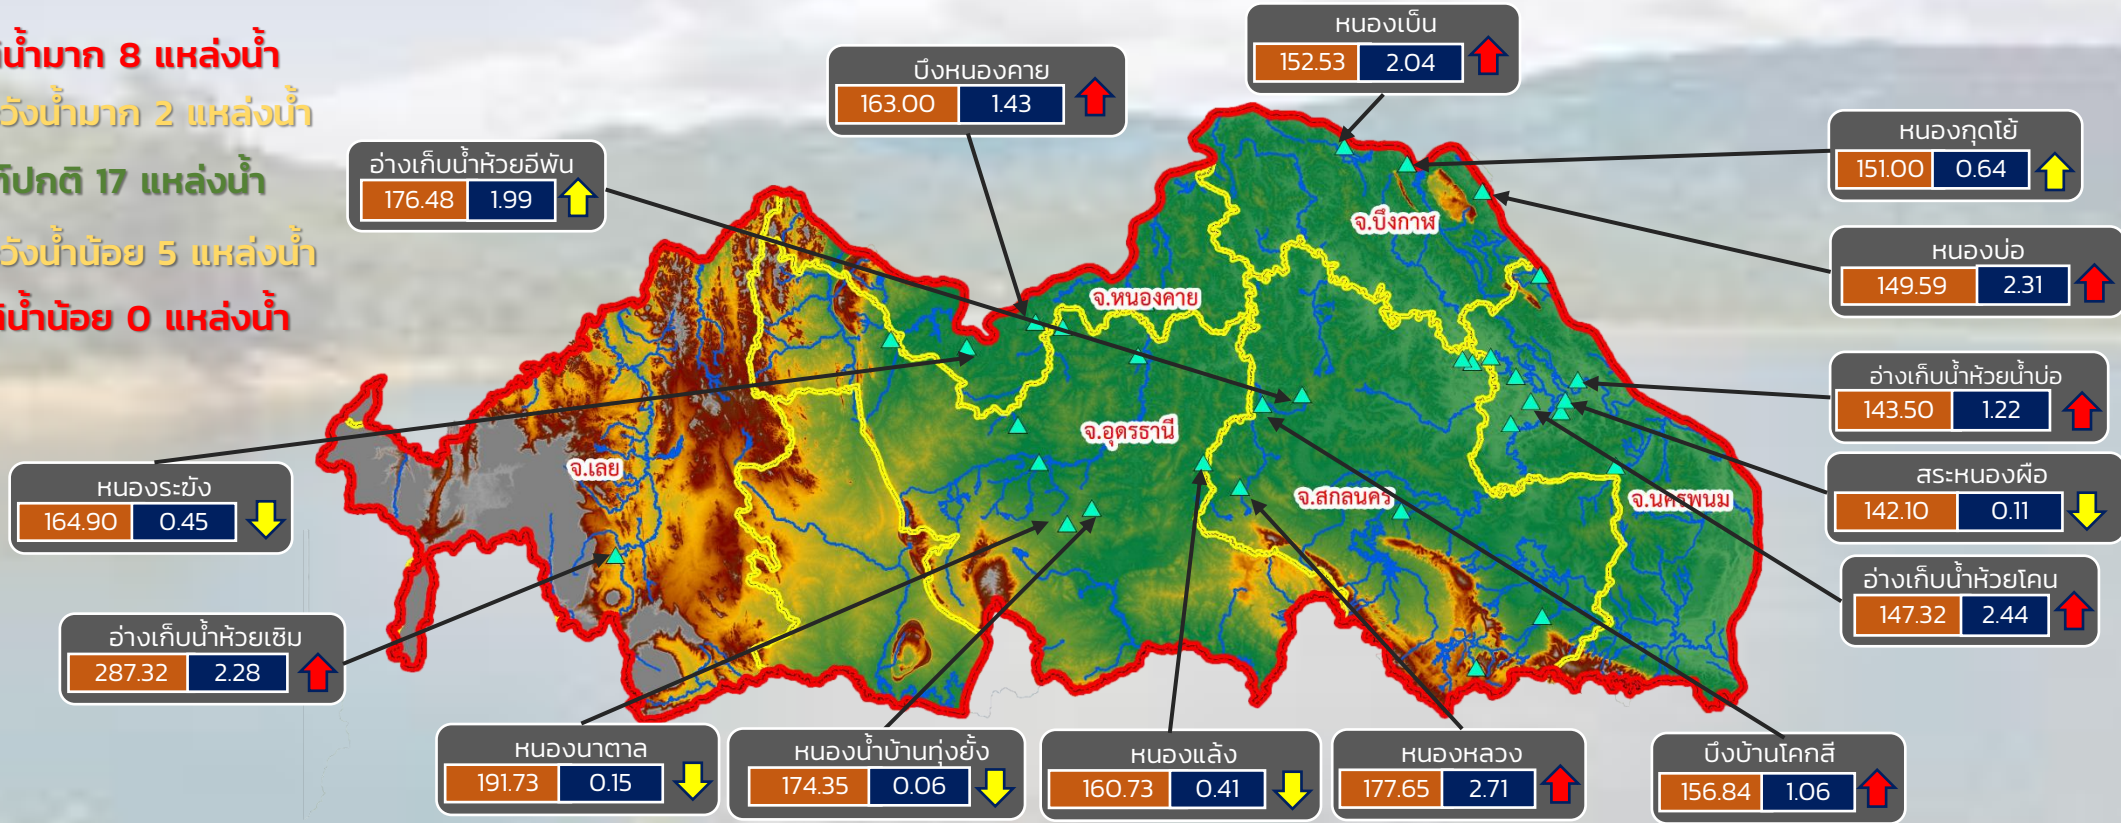 น้ำมาก 8 แหล่งน้ำ
วังน้ำมาก 2 แหล่งน้ำ
ปกติ 17 แหล่งน้ำ
วังน้ำน้อย 5 แหล่งน้ำ
น้ำน้อย 0 แหล่งน้ำ
หนองเบ็น
152.53 2.04
บึงหนองคาย
163.00 1.43
หนองกุดโย้
151.00 0.64
อ่างเก็บน้ำห้วยอีพัน
176.48 1.99
หนองบ่อ
149.59 2.31
จ.บึงกาฬ
จ.หนองคาย
อ่างเก็บน้ำห้วยน้ำบ่อ
143.50 1.22
จ.อุดรธานี
จ.เลย
จ.สกลนคร
จ.นครพนม
หนองระฆัง
164.90 0.45
สระหนองผือ
142.10 0.11
อ่างเก็บน้ำห้วยโคน
147.32 2.44
อ่างเก็บน้ำห้วยเซิม
287.32 2.28
หนองนาตาล
191.73 0.15
หนองน้ำบ้านทุ่งยั้ง
174.35 0.06
หนองแล้ง
160.73 0.41
หนองหลวง
177.65 2.71
บึงบ้านโคกสี
156.84 1.06